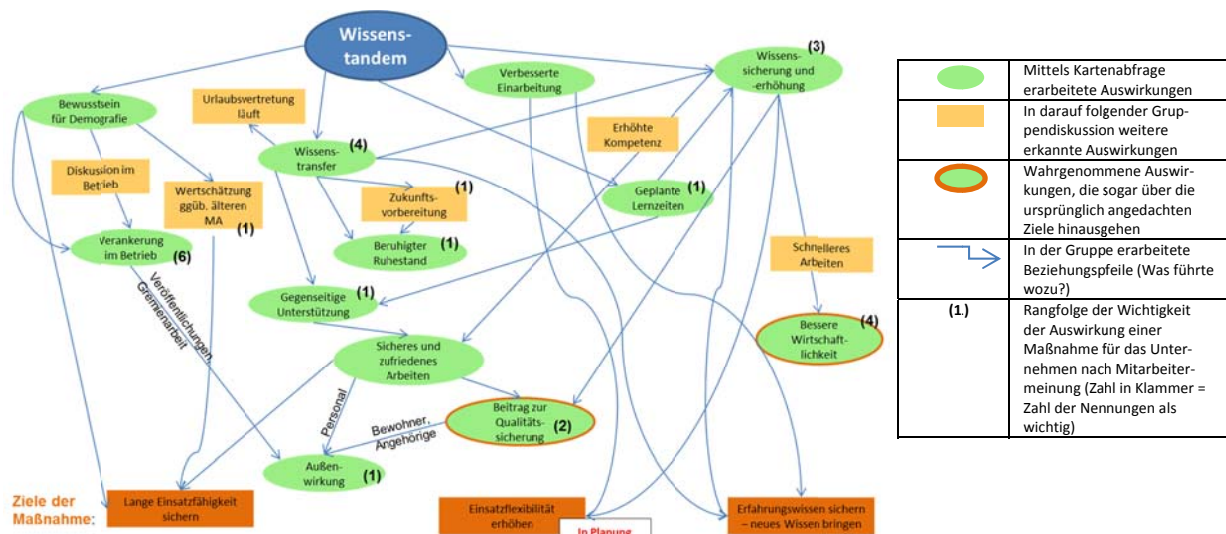 Wissens-
tandem
Wissens-
sicherung und
-erhöhung
(3)
Verbesserte
Einarbeitung
Bewusstsein
für Demografie
Urlaubsvertretung
läuft
Erhöhte
Kompetenz
Wissens-
transfer
(4)
Diskussion im
Betrieb
Wertschätzung
ggüb. älteren
MA
(1)
Zukunfts-
vorbereitung
(1)
Geplante
Lernzeiten
(1)
Verankerung
im Betrieb
(6)
Beruhigter
Ruhestand
(1)
Schnelleres
Arbeiten
Veröffentlichungen,
Gremienarbeit
Gegenseitige
Unterstützung
(1)
Bessere
Wirtschaft-
lichkeit
(4)
Sicheres und
zufriedenes
Arbeiten
Personal
Bewohner,
Angehörige
Beitrag zur
Qualitäts-
sicherung
(2)
Außen-
wirkung
(1)
Ziele der
Maßnahme:
Lange Einsatzfähigkeit
sichern
Einsatzflexibilität
erhöhen
In Planung
Erfahrungswissen sichern
– neues Wissen bringen
Mittels Kartenabfrage
erarbeitete Auswirkungen
In darauf folgender Grup-
pendiskussion weitere
erkannte Auswirkungen
Wahrgenommene Auswir-
kungen, die sogar über die
ursprünglich angedachten
Ziele hinausgehen
In der Gruppe erarbeitete
Beziehungspfeile (Was führte
wozu?)
(1)
Rangfolge der Wichtigkeit
der Auswirkung einer
Maßnahme für das Unter-
nehmen nach Mitarbeiter-
meinung (Zahl in Klammer =
Zahl der Nennungen als
wichtig)